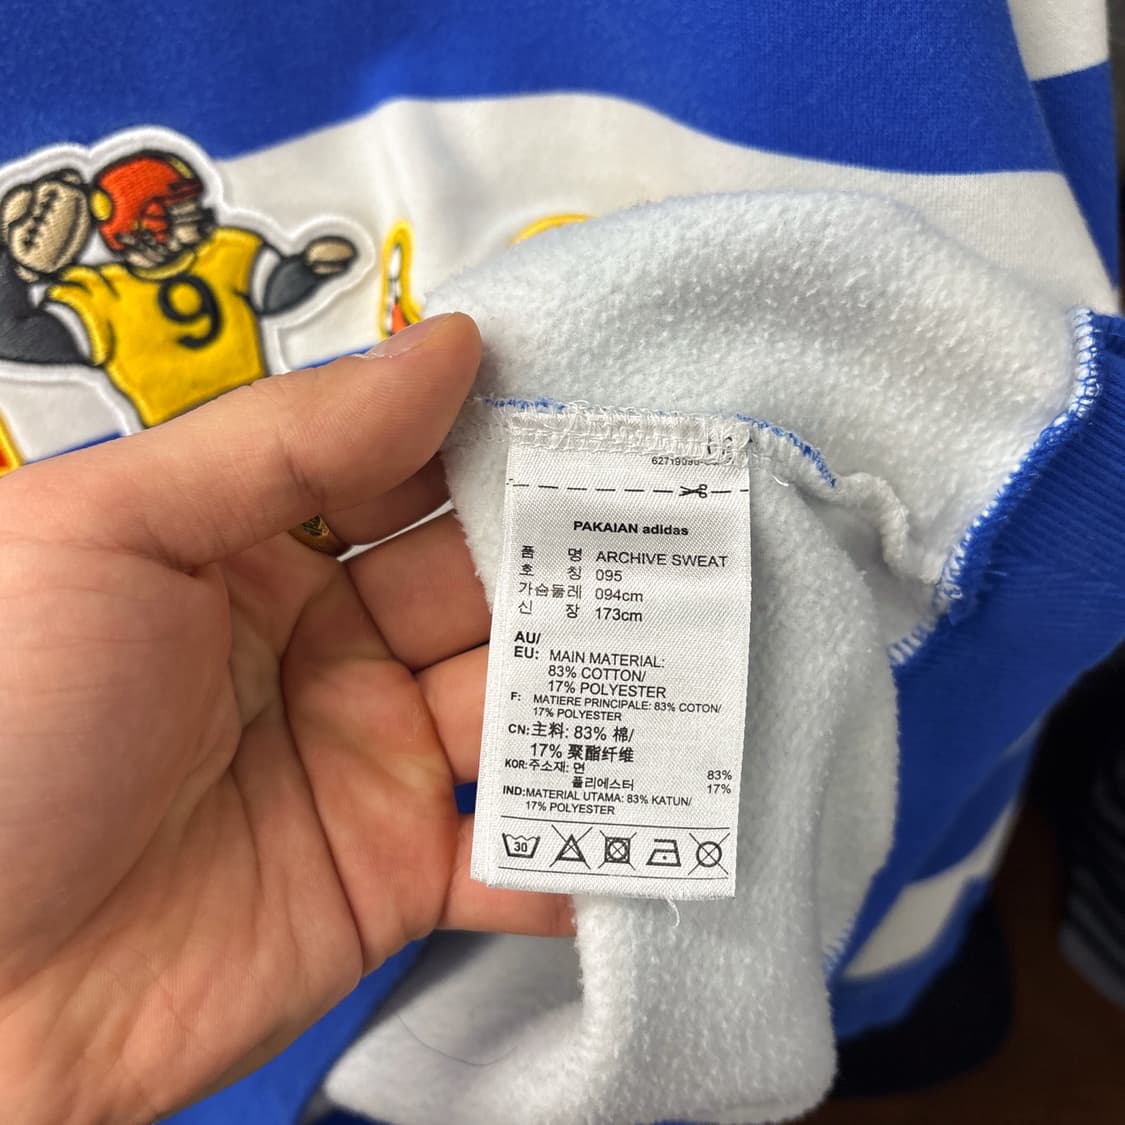 9
PAKAIAN adidas
품 명 ARCHIVE SWEAT
호 칭 095
가슴둘레 094cm
신 장 173cm
AU/
EU: MAIN MATERIAL:
83% COTTON/
17% POLYESTER
F: MATIERE PRINCIPALE: 83% COTON/
17% POLYESTER
CN:主料: 83% 棉/
17% 聚酯纤维
KOR:주소재: 면 83%
폴리에스터 17%
IND:MATERIAL UTAMA: 83% KATUN/
17% POLYESTER
30